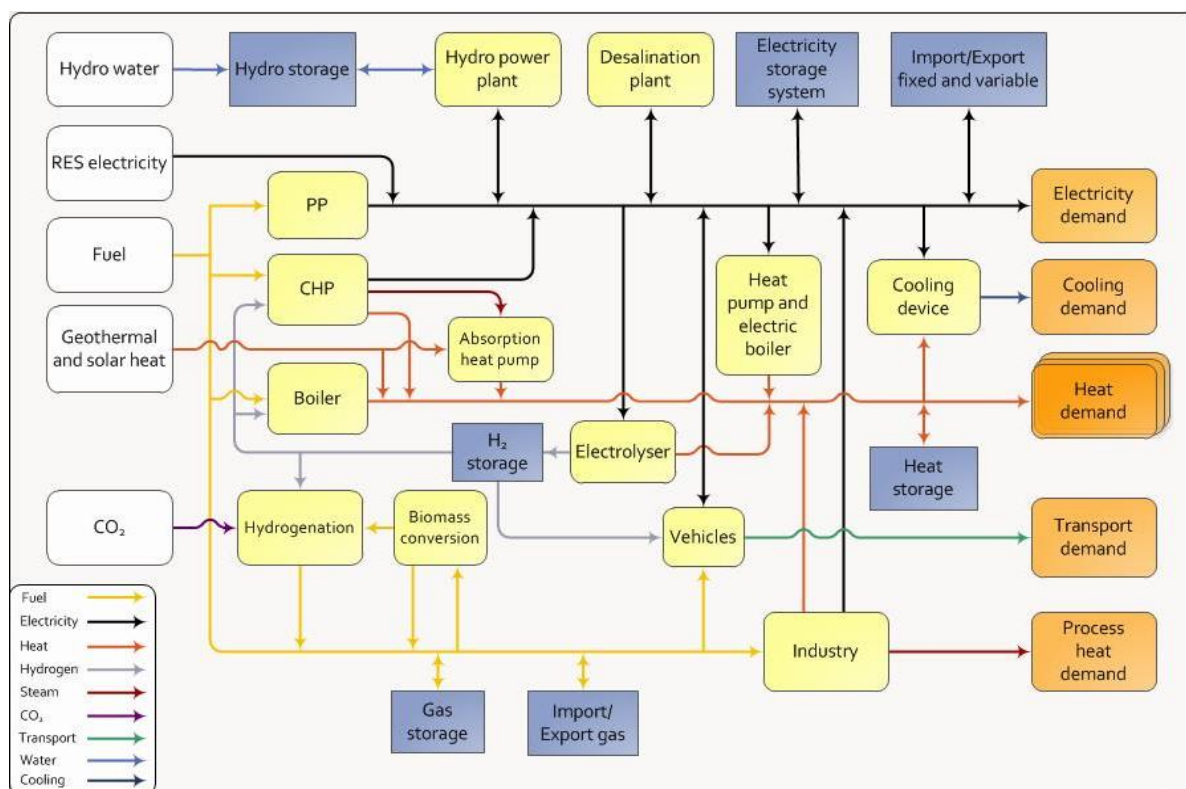 Hydro water
Hydro storage
Hydro power
plant
Desalination
plant
Electricity
storage
system
Import/Export
fixed and variable
RES electricity
PP
Electricity
demand
Fuel
CHP
Heat
pump and
electric
boiler
Cooling
device
Cooling
demand
Geothermal
and solar heat
Absorption
heat pump
Boiler
Heat
demand
H₂
storage
Electrolyser
Heat
storage
CO₂
Hydrogenation
Biomass
conversion
Vehicles
Transport
demand
Industry
Process
heat
demand
Gas
storage
Import/
Export gas
Fuel
Electricity
Heat
Hydrogen
Steam
CO₂
Transport
Water
Cooling